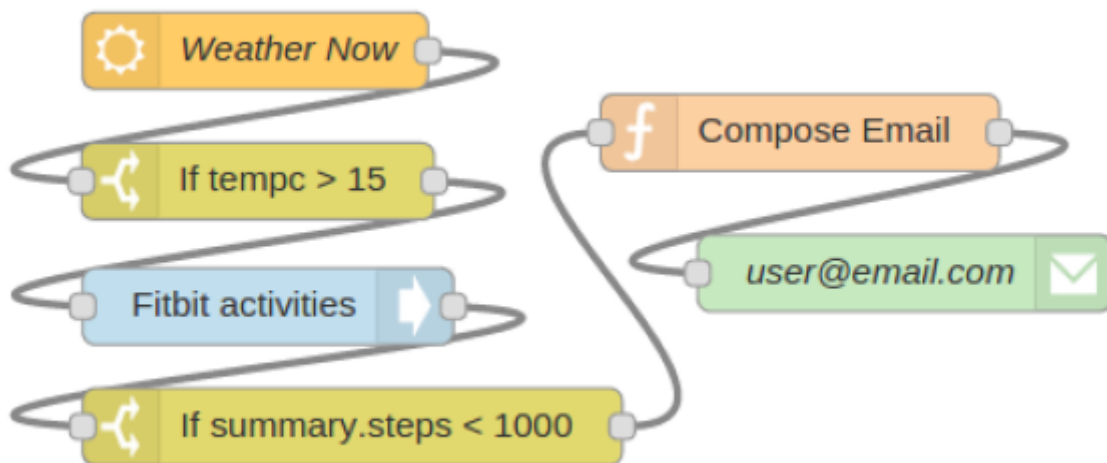 Weather Now
If tempc > 15
Fitbit activities
If summary.steps < 1000
Compose Email
user@email.com